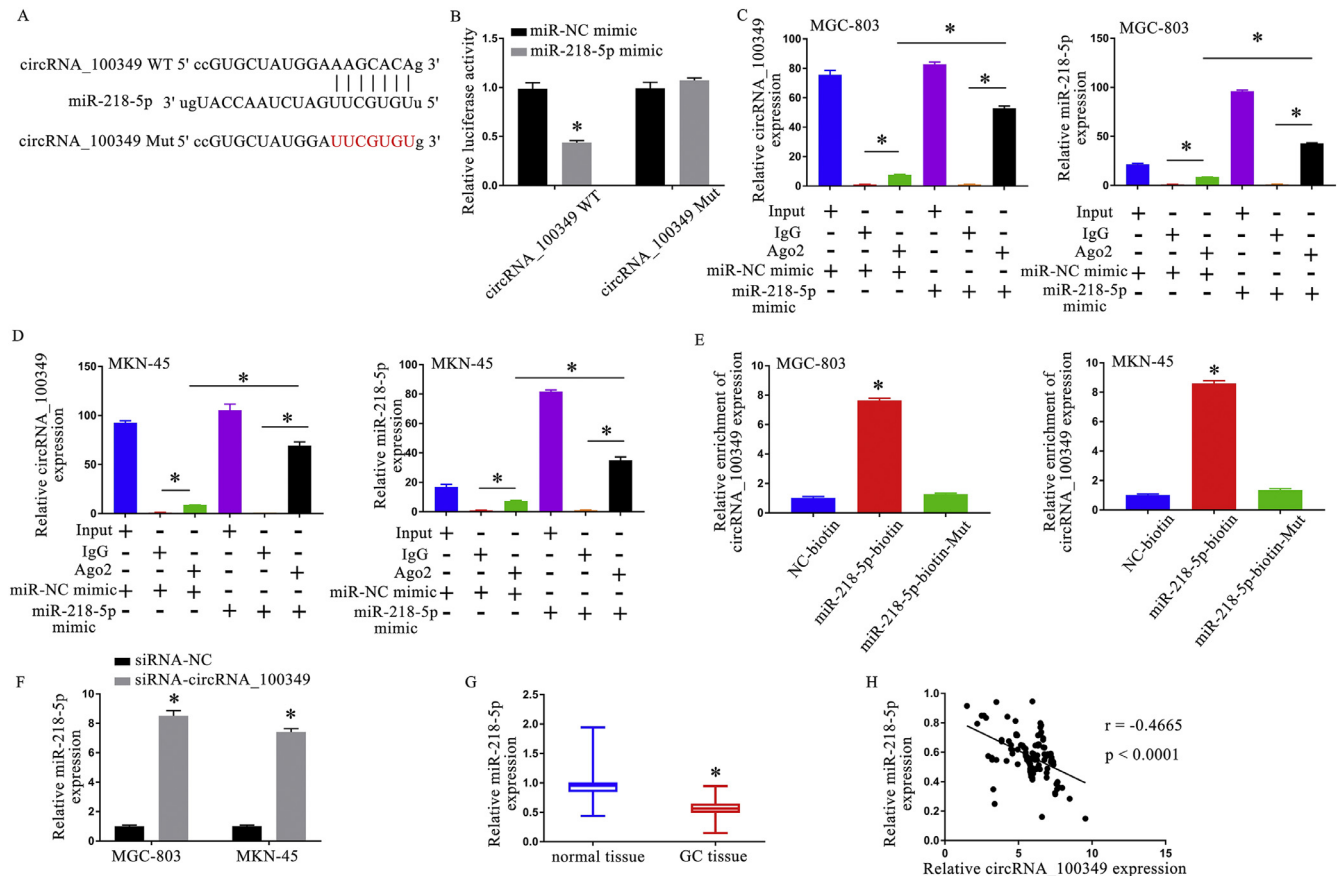 A
circRNA_100349 WT 5' ccGUGCUAUGGAAAGCACAg 3'
miR-218-5p 3' ugUACCAAUCUAGUUCGUGUu 5'
circRNA_100349 Mut 5' ccGUGCUAUGGAUUCGUGUg 3'
B
miR-NC mimic
miR-218-5p mimic
Relative luciferase activity
1.5
1.0
0.5
0.0
*
circRNA_100349 WT
circRNA_100349 Mut
C
MGC-803
Relative circRNA_100349
expression
100
80
60
40
20
0
*
*
*
Input + - - + - -
IgG - + - - + -
Ago2 - - + - - +
miR-NC mimic + + + - - -
miR-218-5p - - - + + +
mimic
MGC-803
Relative miR-218-5p
expression
200
150
100
50
0
*
*
*
Input + - - + - -
IgG - + - - + -
Ago2 - - + - - +
miR-NC mimic + + + - - -
miR-218-5p - - - + + +
mimic
D
MKN-45
Relative circRNA_100349
expression
150
100
50
0
*
*
*
Input + - - + - -
IgG - + - - + -
Ago2 - - + - - +
miR-NC mimic + + + - - -
miR-218-5p - - - + + +
mimic
MKN-45
Relative miR-218-5p
expression
100
80
60
40
20
0
*
*
*
Input + - - + - -
IgG - + - - + -
Ago2 - - + - - +
miR-NC mimic + + + - - -
miR-218-5p - - - + + +
mimic
E
MGC-803
Relative enrichment of
circRNA_100349 expression
10
8
6
4
2
0
*
NC-biotin
miR-218-5p-biotin
miR-218-5p-biotin-Mut
MKN-45
Relative enrichment of
circRNA_100349 expression
10
8
6
4
2
0
*
NC-biotin
miR-218-5p-biotin
miR-218-5p-biotin-Mut
F
siRNA-NC
siRNA-circRNA_100349
Relative miR-218-5p
expression
10
8
6
4
2
0
*
*
MGC-803
MKN-45
G
Relative miR-218-5p
expression
2.5
2.0
1.5
1.0
0.5
0.0
*
normal tissue
GC tissue
H
Relative miR-218-5p
expression
1.0
0.8
0.6
0.4
0.2
0.0
r = -0.4665
p < 0.0001
0
5
10
15
Relative circRNA_100349 expression